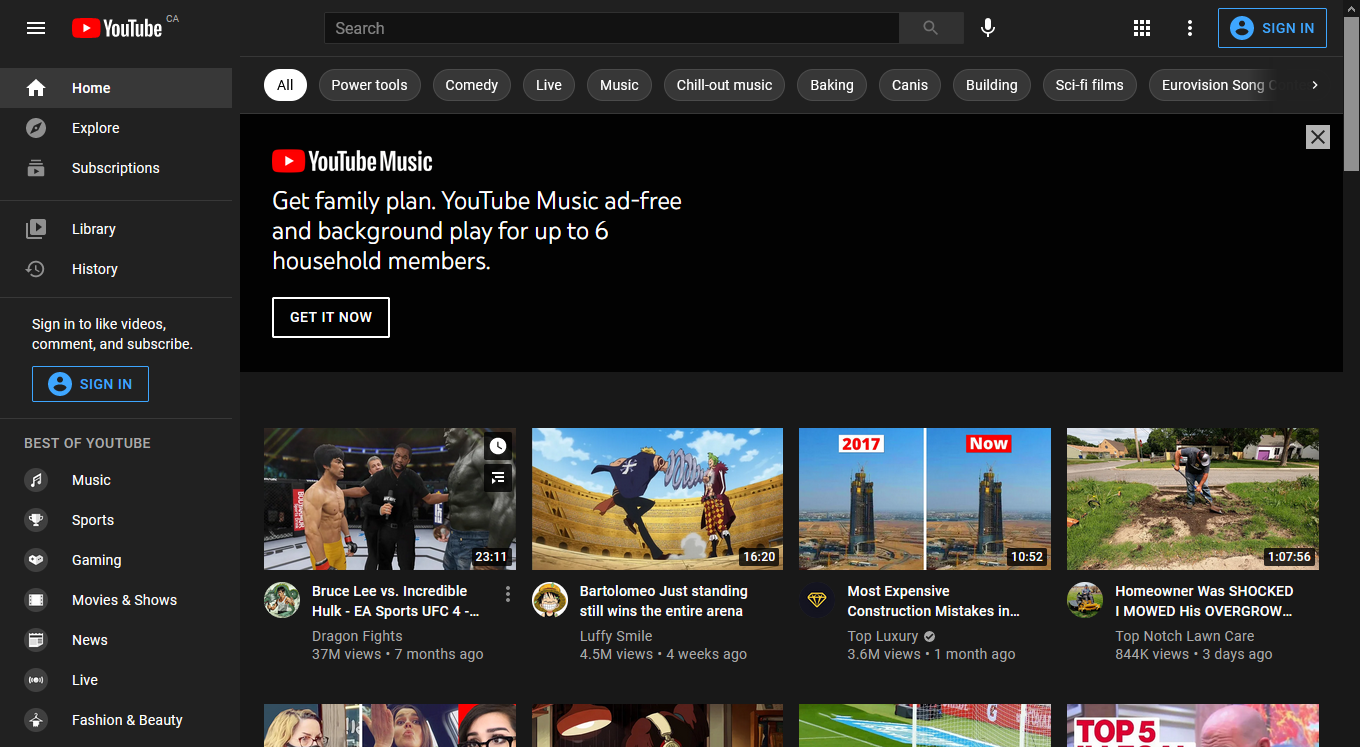 YouTube CA
Search
SIGN IN
Home
Explore
Subscriptions
Library
History
Sign in to like videos,
comment, and subscribe.
SIGN IN
BEST OF YOUTUBE
Music
Sports
Gaming
Movies & Shows
News
Live
Fashion & Beauty
All
Power tools
Comedy
Live
Music
Chill-out music
Baking
Canis
Building
Sci-fi films
Eurovision Song
YouTube Music
Get family plan. YouTube Music ad-free
and background play for up to 6
household members.
GET IT NOW
23:11
Bruce Lee vs. Incredible
Hulk - EA Sports UFC 4 -...
Dragon Fights
37M views • 7 months ago
16:20
Bartolomeo Just standing
still wins the entire arena
Luffy Smile
4.5M views • 4 weeks ago
2017
Now
10:52
Most Expensive
Construction Mistakes in...
Top Luxury
3.6M views • 1 month ago
1:07:56
Homeowner Was SHOCKED
I MOWED His OVERGROW...
Top Notch Lawn Care
844K views • 3 days ago
TOP 5